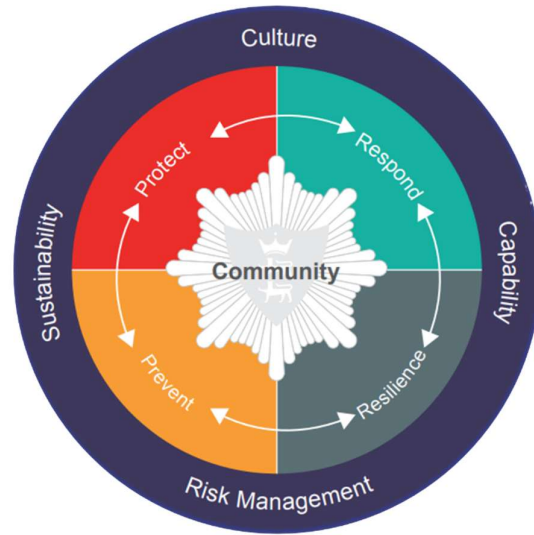 Culture
Protect
Respond
Sustainability
Community
Capability
Prevent
Resilience
Risk Management